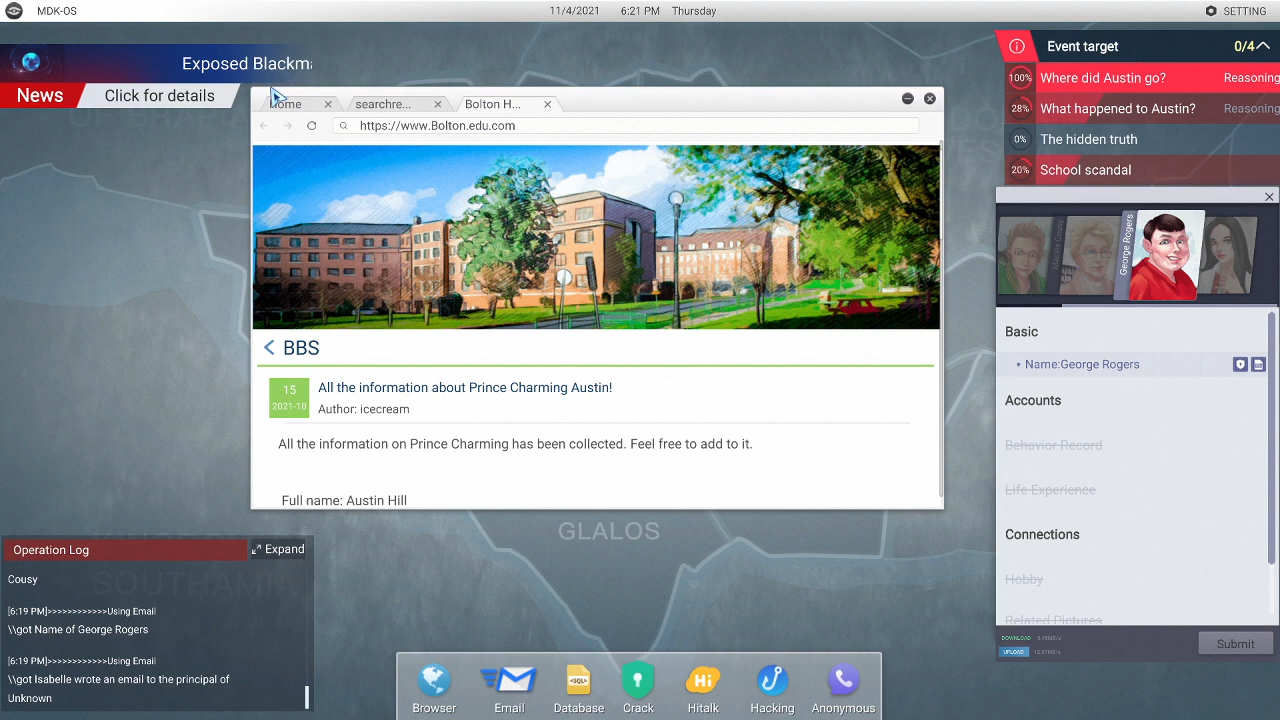 MDK-OS
11/4/2021 6:21 PM Thursday
SETTING
Exposed Blackma
News
Click for details
Home
searchre...
Bolton H...
https://www.Bolton.edu.com
BBS
15
2021-10
All the information about Prince Charming Austin!
Author: icecream
All the information on Prince Charming has been collected. Feel free to add to it.
Full name: Austin Hill
Event target
0/4
100% Where did Austin go? Reasoning
28% What happened to Austin? Reasoning
0% The hidden truth
20% School scandal
George Rogers
Basic
• Name:George Rogers
Accounts
Behavior Record
Life Experience
Connections
Hobby
Related Pictures
DOWNLOAD
UPLOAD
Submit
GLALOS
Operation Log
Expand
Cousy
[6:19 PM]>>>>>>>>>>>>Using Email
\\got Name of George Rogers
[6:19 PM]>>>>>>>>>>>>Using Email
\\got Isabelle wrote an email to the principal of
Unknown
Browser
Email
Database
Crack
Hitalk
Hacking
Anonymous
<SQL>
Hi